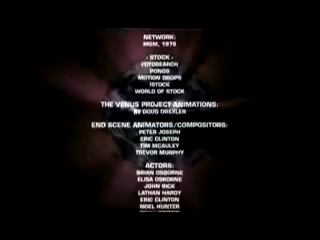 NETWORK:
MGM, 1976
- STOCK -
FOTOSEARCH
POND5
MOTION DROPS
ISTOCK
WORLD OF STOCK
THE VENUS PROJECT ANIMATIONS:
BY DOUG DREXLER
END SCENE ANIMATORS/COMPOSITORS:
PETER JOSEPH
ERIC CLINTON
TIM MCAULEY
TREVOR MURPHY
ACTORS:
BRIAN OSBORNE
ELISA OSBORNE
JOHN BICK
LATHAN HARDY
ERIC CLINTON
NOEL HUNTER